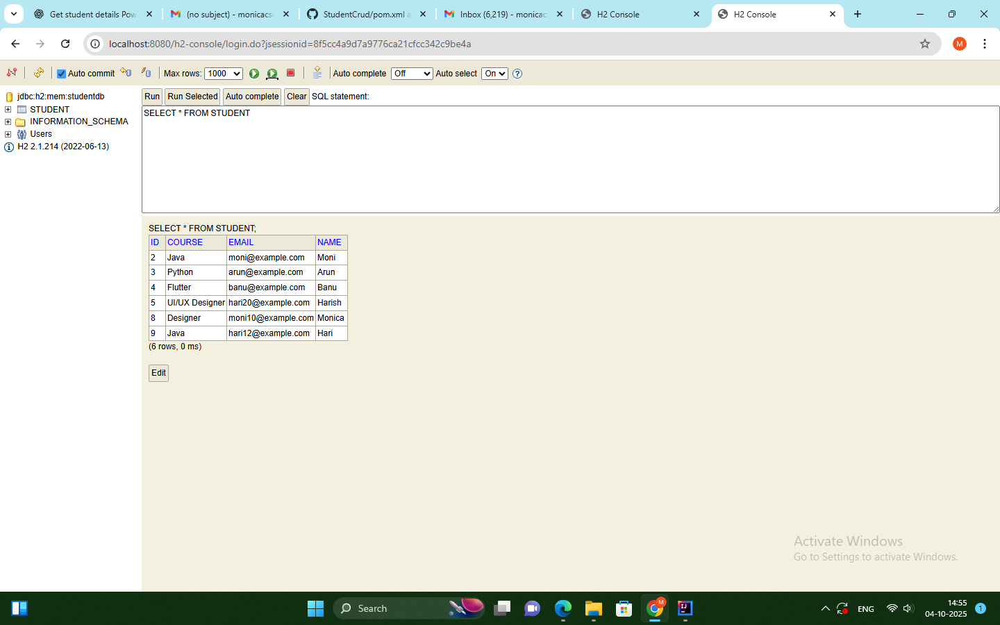 Get student details Pow
(no subject) - monicacse
StudentCrud/pom.xml a
Inbox (6,219) - monicac
H2 Console
H2 Console
localhost:8080/h2-console/login.do?jsessionid=8f5cc4a9d7a9776ca21cfcc342c9be4a
M
Auto commit
Max rows: 1000
Auto complete Off
Auto select On
jdbc:h2:mem:studentdb
STUDENT
INFORMATION_SCHEMA
Users
H2 2.1.214 (2022-06-13)
Run Run Selected Auto complete Clear SQL statement:
SELECT * FROM STUDENT
SELECT * FROM STUDENT;
ID COURSE EMAIL NAME
2 Java moni@example.com Moni
3 Python arun@example.com Arun
4 Flutter banu@example.com Banu
5 UI/UX Designer hari20@example.com Harish
8 Designer moni10@example.com Monica
9 Java hari12@example.com Hari
(6 rows, 0 ms)
Edit
Activate Windows
Go to Settings to activate Windows.
Search
M
IJ
ENG
14:55
04-10-2025
1